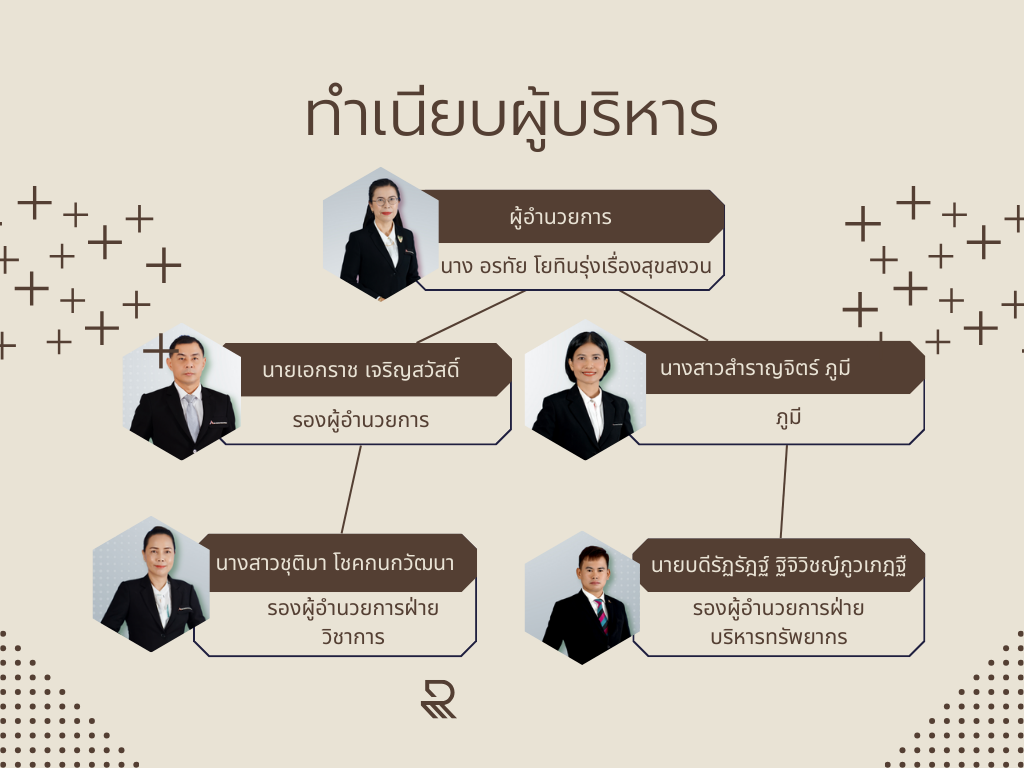 ทำเนียบผู้บริหาร
ผู้อำนวยการ
นาง อรทัย โยทินรุ่งเรื่องสุขสงวน
นายเอกราช เจริญสวัสดิ์
รองผู้อำนวยการ
นางสาวสำราญจิตร์ ภูมี
ภูมี
นางสาวชุติมา โชคกนกวัฒนา
รองผู้อำนวยการฝ่าย
วิชาการ
นายบดีรัฏรัฎฐ์ ฐิจิวิชญ์ภูวเภฎฐ์
รองผู้อำนวยการฝ่าย
บริหารทรัพยากร